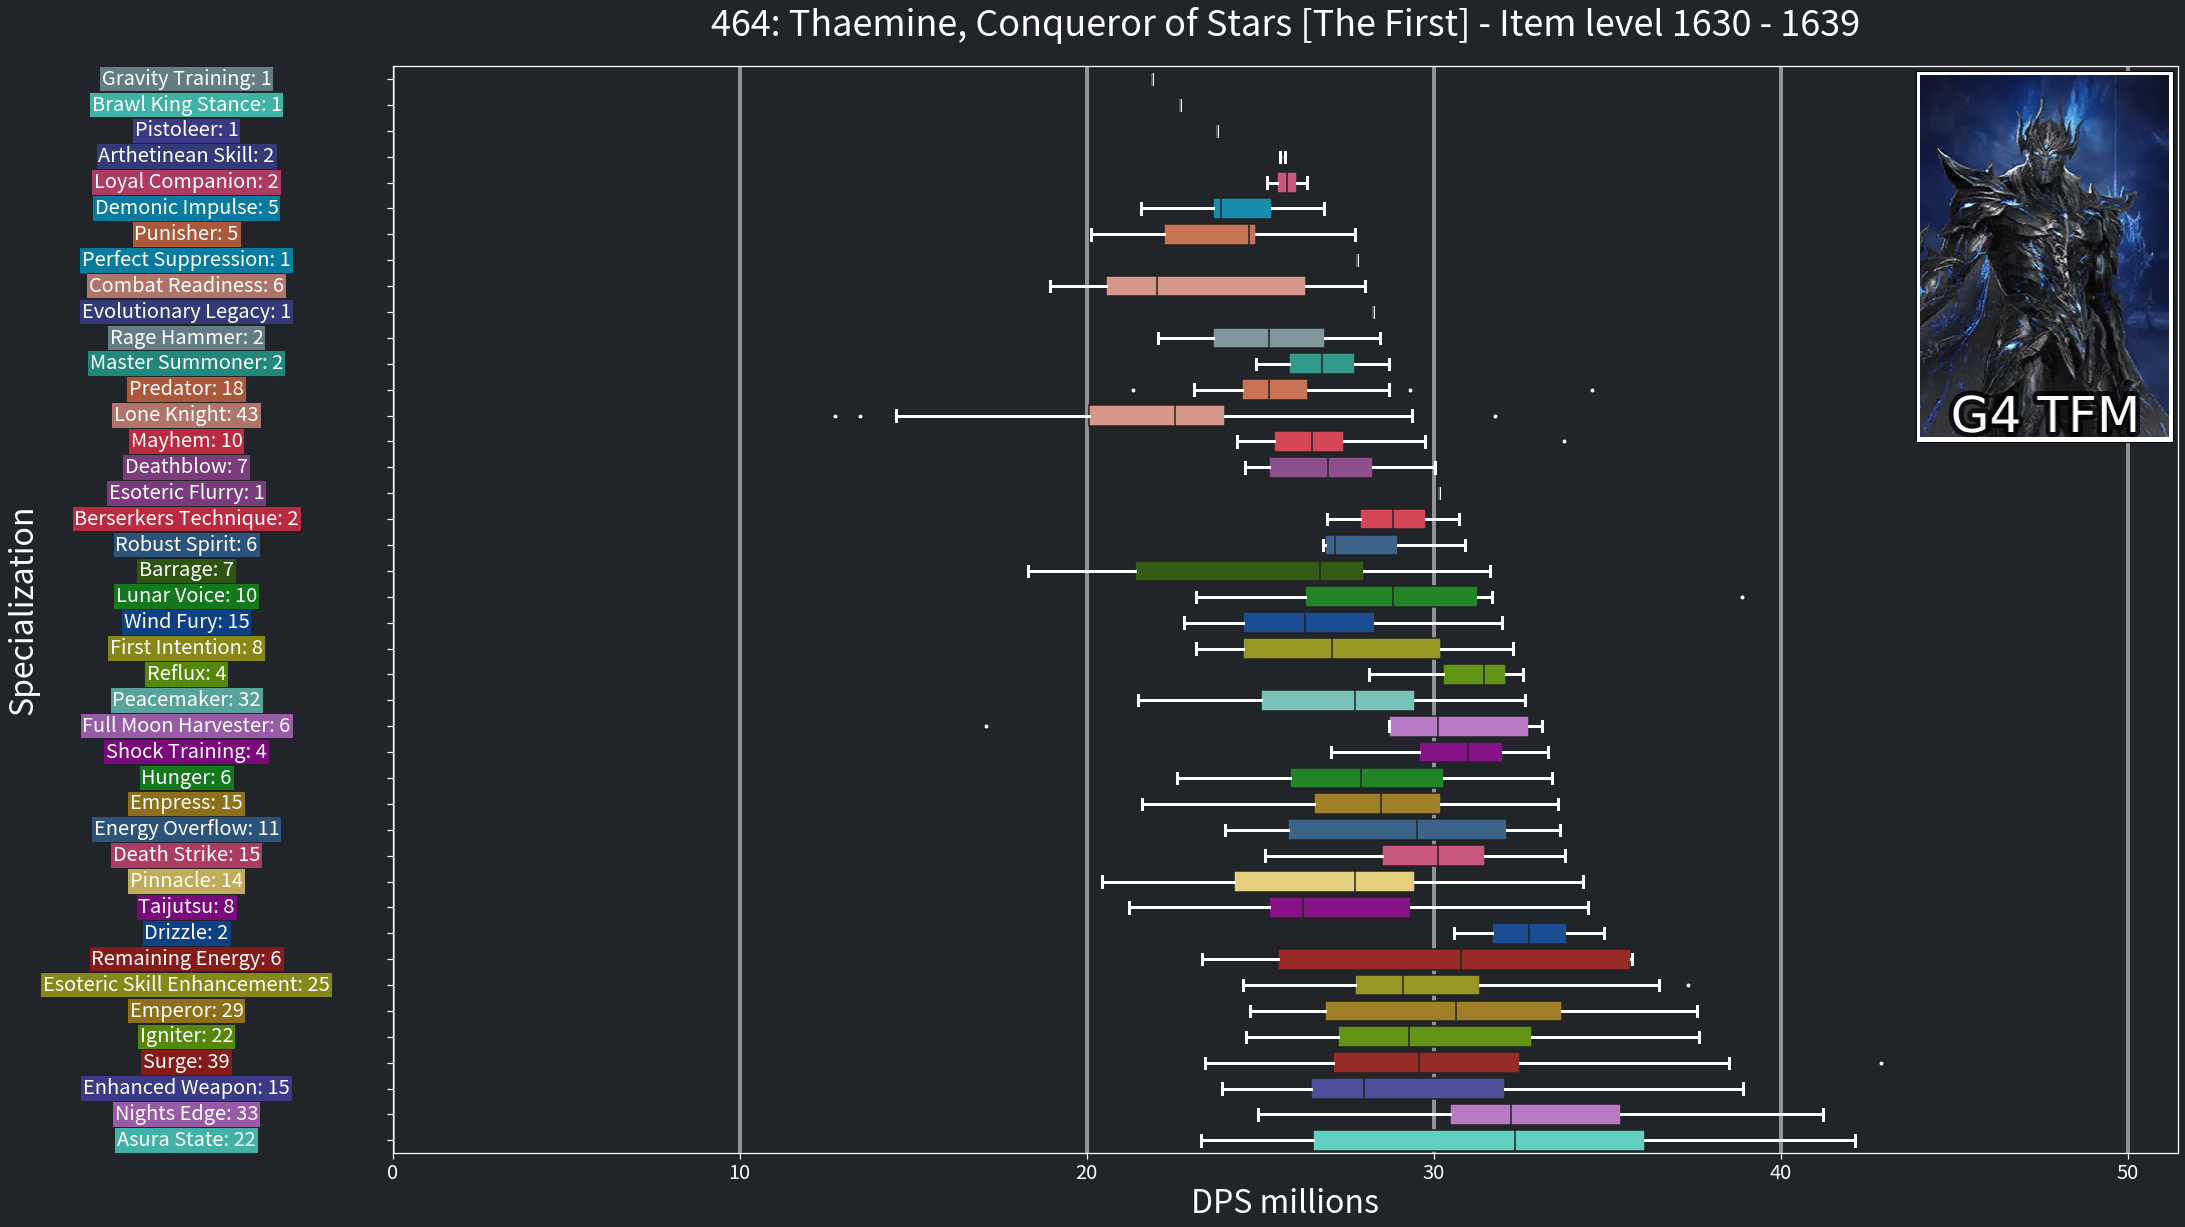 464: Thaemine, Conqueror of Stars [The First] - Item level 1630 - 1639
Gravity Training: 1
Brawl King Stance: 1
Pistoleer: 1
Arthetinean Skill: 2
Loyal Companion: 2
Demonic Impulse: 5
Punisher: 5
Perfect Suppression: 1
Combat Readiness: 6
Evolutionary Legacy: 1
Rage Hammer: 2
Master Summoner: 2
Predator: 18
Lone Knight: 43
Mayhem: 10
Deathblow: 7
Esoteric Flurry: 1
Berserkers Technique: 2
Robust Spirit: 6
Barrage: 7
Lunar Voice: 10
Wind Fury: 15
First Intention: 8
Reflux: 4
Peacemaker: 32
Full Moon Harvester: 6
Shock Training: 4
Hunger: 6
Empress: 15
Energy Overflow: 11
Death Strike: 15
Pinnacle: 14
Taijutsu: 8
Drizzle: 2
Remaining Energy: 6
Esoteric Skill Enhancement: 25
Emperor: 29
Igniter: 22
Surge: 39
Enhanced Weapon: 15
Nights Edge: 33
Asura State: 22
Specialization
G4 TFM
0 10 20 30 40 50
DPS millions